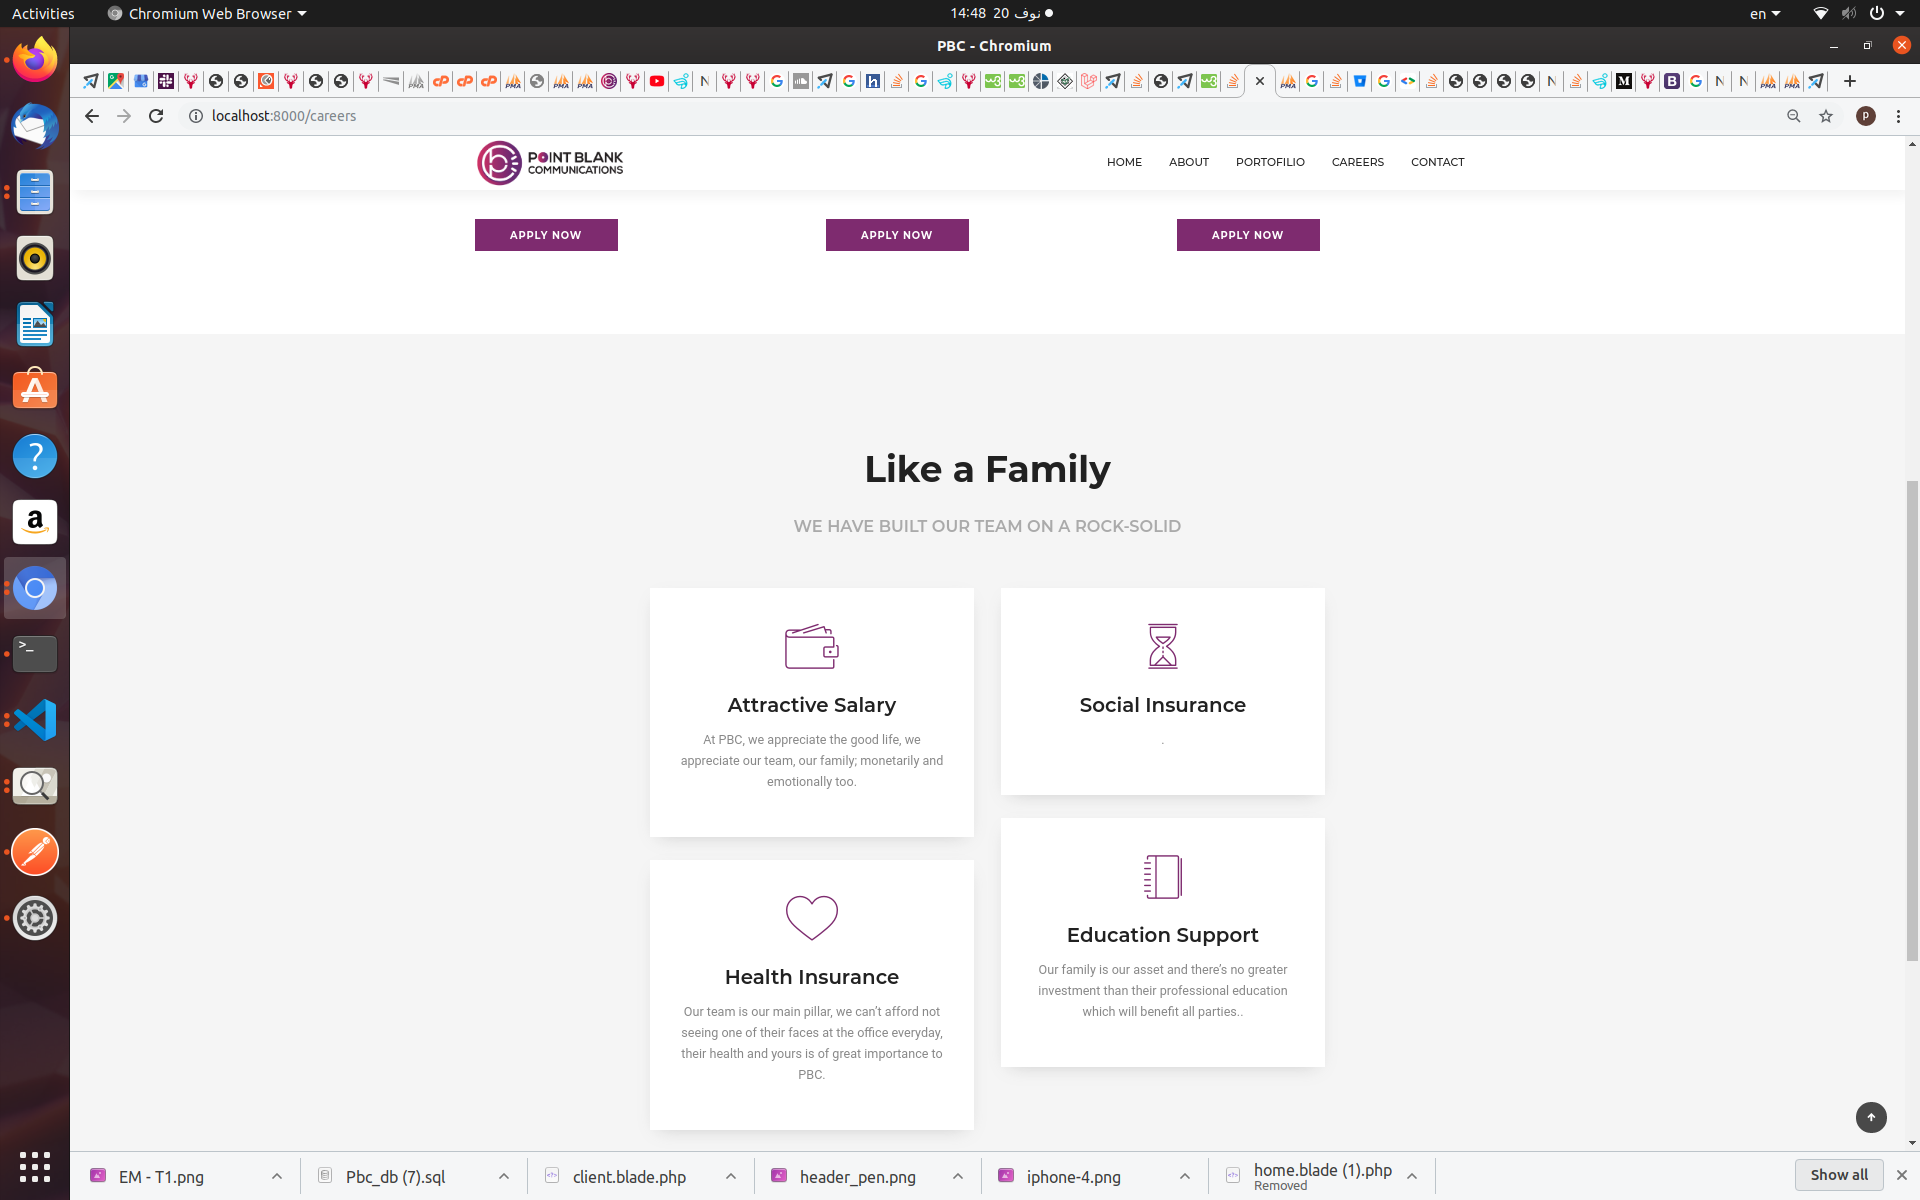 Activities
Chromium Web Browser
14:48 20 نوف
en
PBC - Chromium
localhost:8000/careers
P
POINT BLANK
COMMUNICATIONS
HOME
ABOUT
PORTOFILIO
CAREERS
CONTACT
APPLY NOW
APPLY NOW
APPLY NOW
Like a Family
WE HAVE BUILT OUR TEAM ON A ROCK-SOLID
Attractive Salary
At PBC, we appreciate the good life, we
appreciate our team, our family; monetarily and
emotionally too.
Social Insurance
.
Health Insurance
Our team is our main pillar, we can’t afford not
seeing one of their faces at the office everyday,
their health and yours is of great importance to
PBC.
Education Support
Our family is our asset and there’s no greater
investment than their professional education
which will benefit all parties..
EM - T1.png
Pbc_db (7).sql
client.blade.php
header_pen.png
iphone-4.png
home.blade (1).php
Removed
Show all